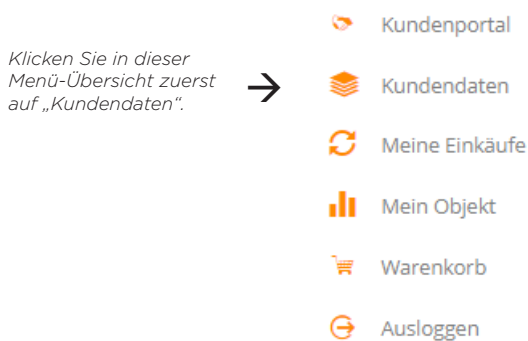 Klicken Sie in dieser
Menü-Übersicht zuerst
auf „Kundendaten“.
Kundenportal
Kundendaten
Meine Einkäufe
Mein Objekt
Warenkorb
Ausloggen